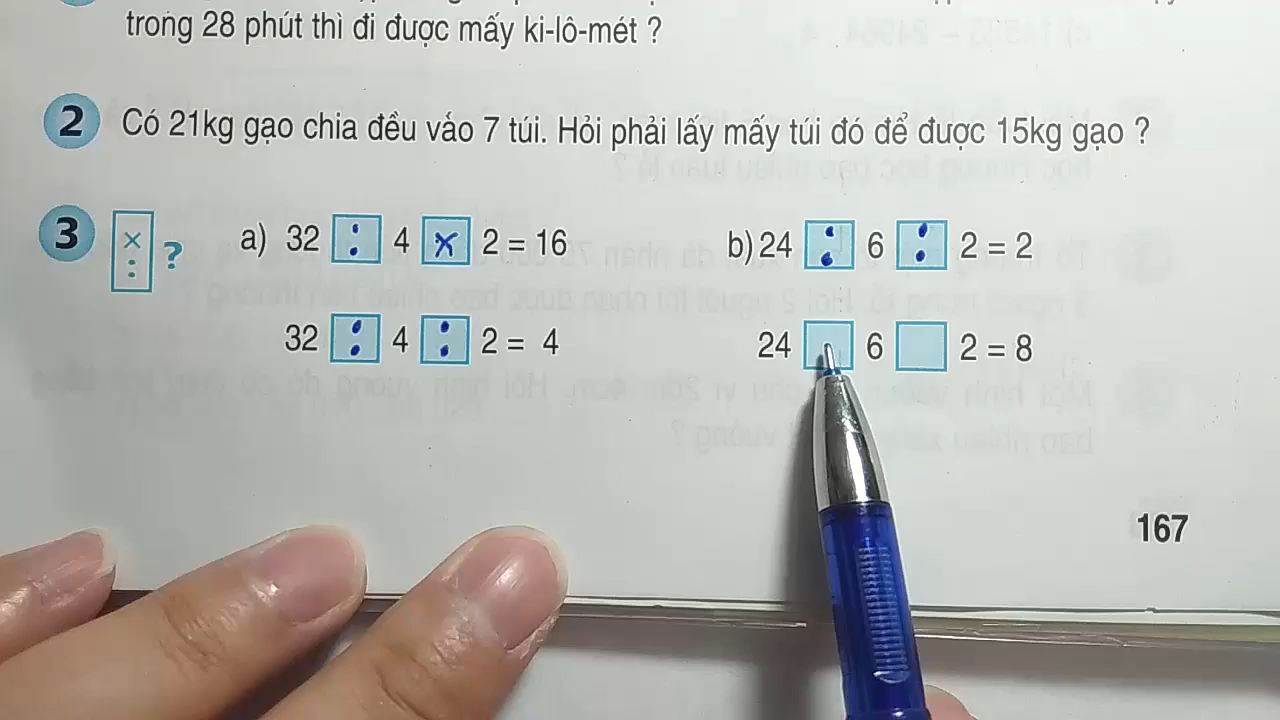 trong 28 phút thì đi được mấy ki-lô-mét ?
2 Có 21kg gạo chia đều vào 7 túi. Hỏi phải lấy mấy túi đó để được 15kg gạo ?
3 × : ? a) 32 : 4 × 2 = 16 b) 24 : 6 : 2 = 2
32 : 4 : 2 = 4 24 6 2 = 8
167